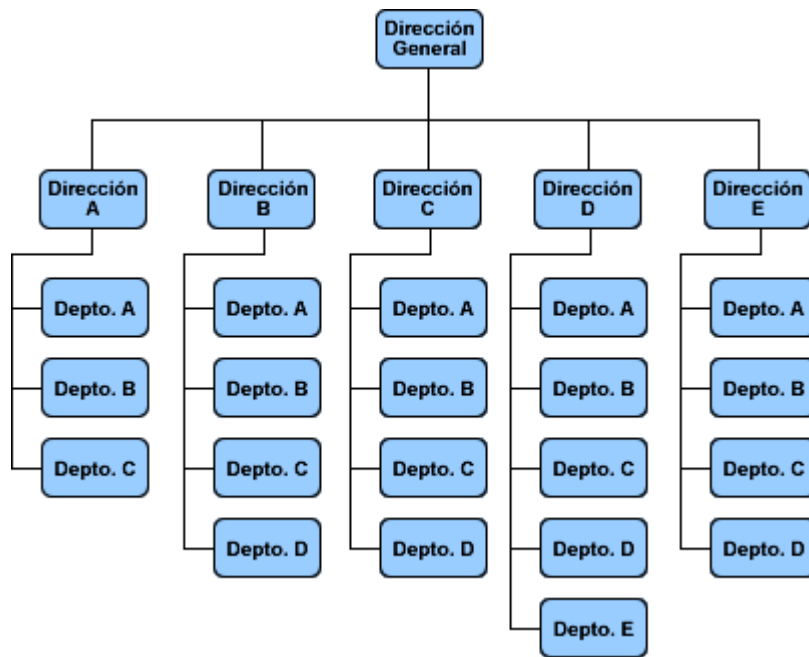 Dirección
General
Dirección
A
Dirección
B
Dirección
C
Dirección
D
Dirección
E
Depto. A
Depto. A
Depto. A
Depto. A
Depto. A
Depto. B
Depto. B
Depto. B
Depto. B
Depto. B
Depto. C
Depto. C
Depto. C
Depto. C
Depto. C
Depto. D
Depto. D
Depto. D
Depto. D
Depto. E